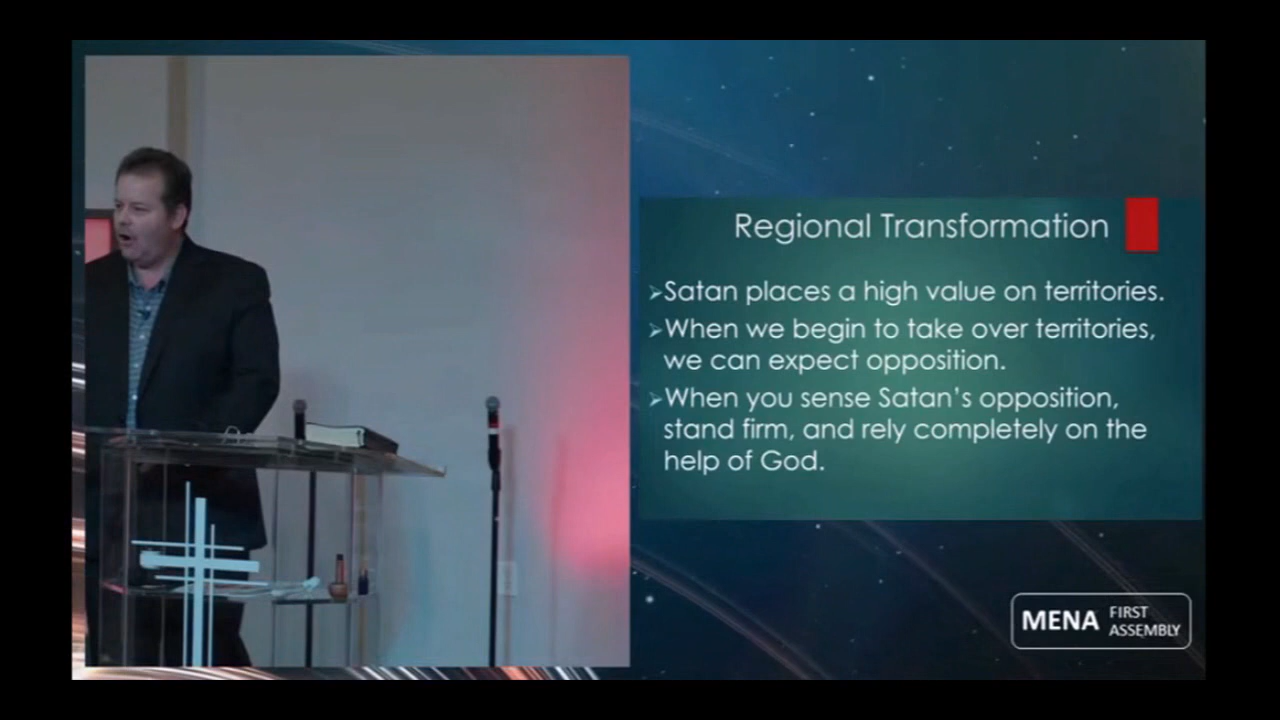 Regional Transformation
➢Satan places a high value on territories.
➢When we begin to take over territories,
we can expect opposition.
➢When you sense Satan's opposition,
stand firm, and rely completely on the
help of God.
MENA FIRST
ASSEMBLY